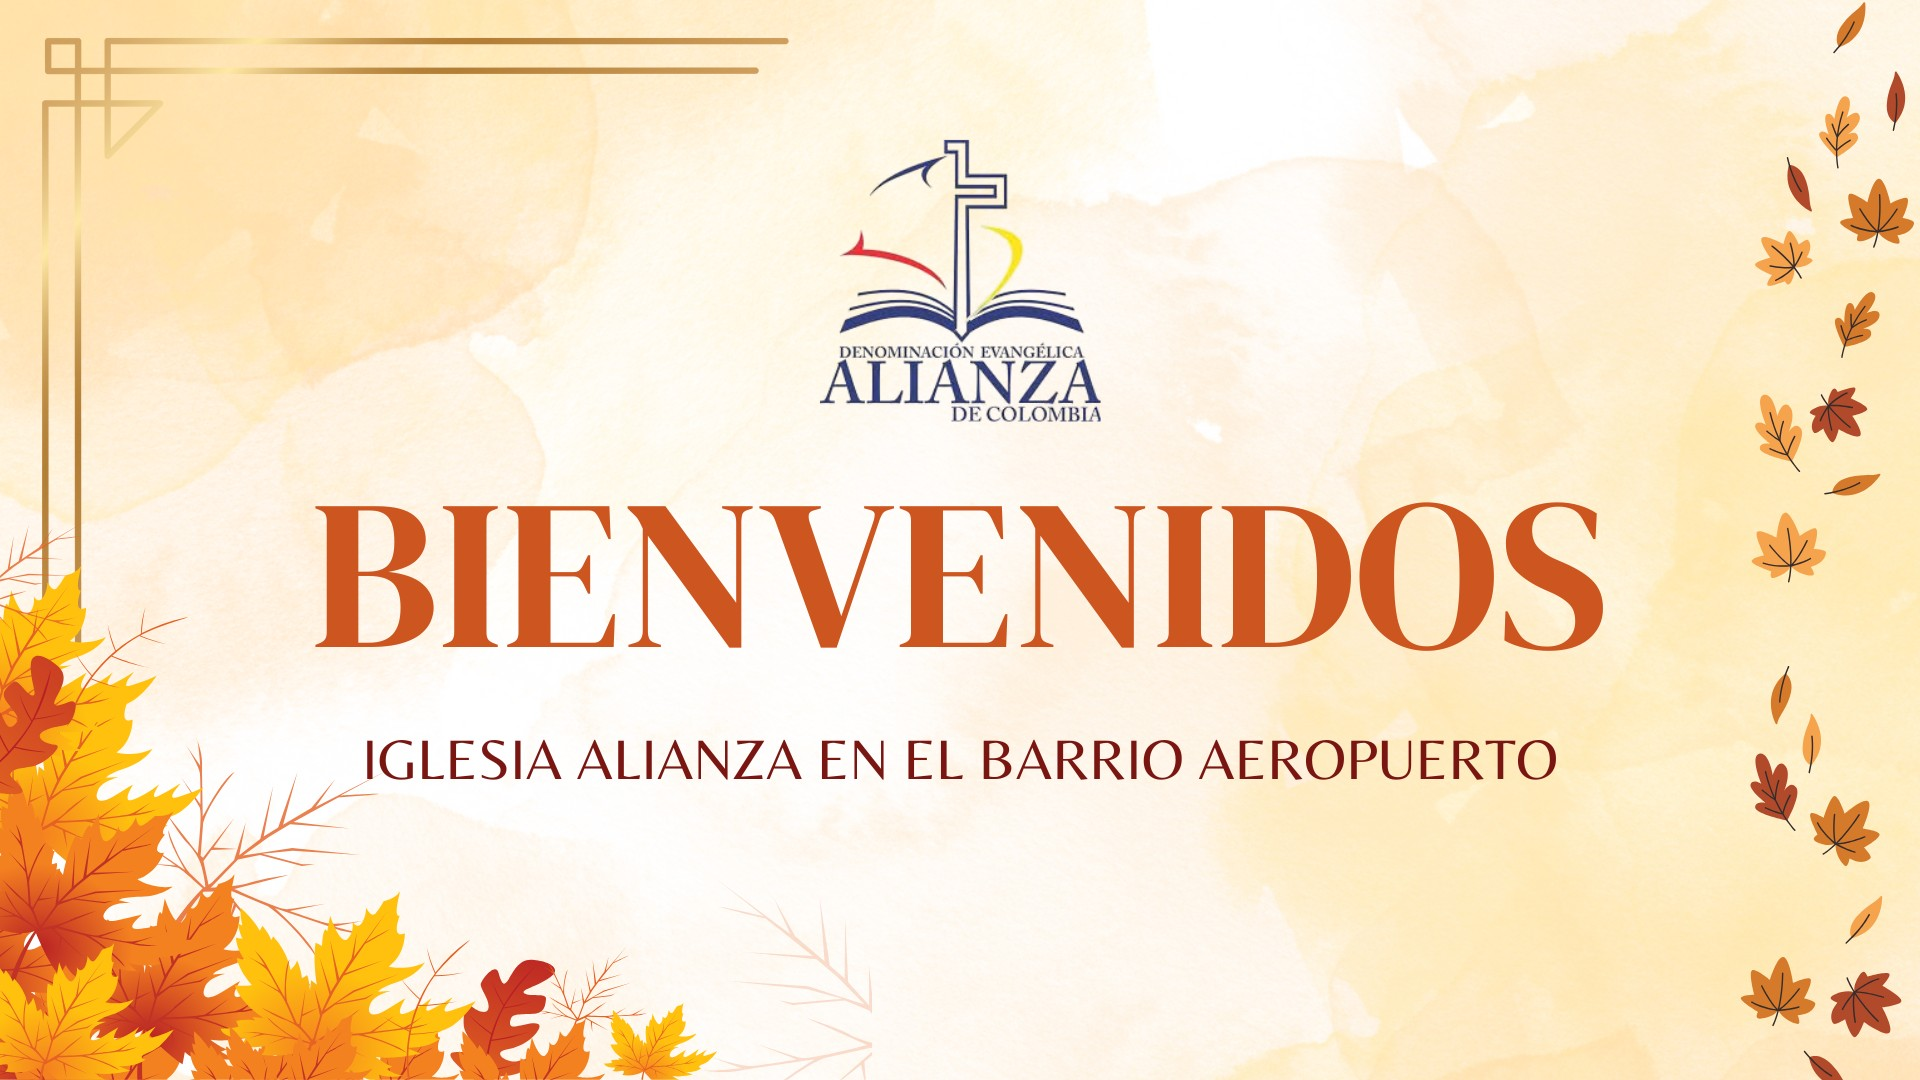 DENOMINACIÓN EVANGÉLICA
ALIANZA
DE COLOMBIA
BIENVENIDOS
IGLESIA ALIANZA EN EL BARRIO AEROPUERTO